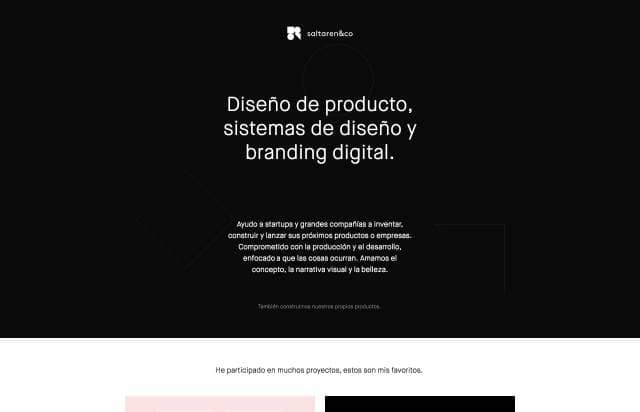 saltaren&co
Diseño de producto,
sistemas de diseño y
branding digital.
Ayudo a startups y grandes compañías a inventar,
construir y lanzar sus próximos productos o empresas.
Comprometido con la producción y el desarrollo,
enfocado a que las cosas ocurran. Amamos el
concepto, la narrativa visual y la belleza.
También construimos nuestros propios productos.
He participado en muchos proyectos, estos son mis favoritos.